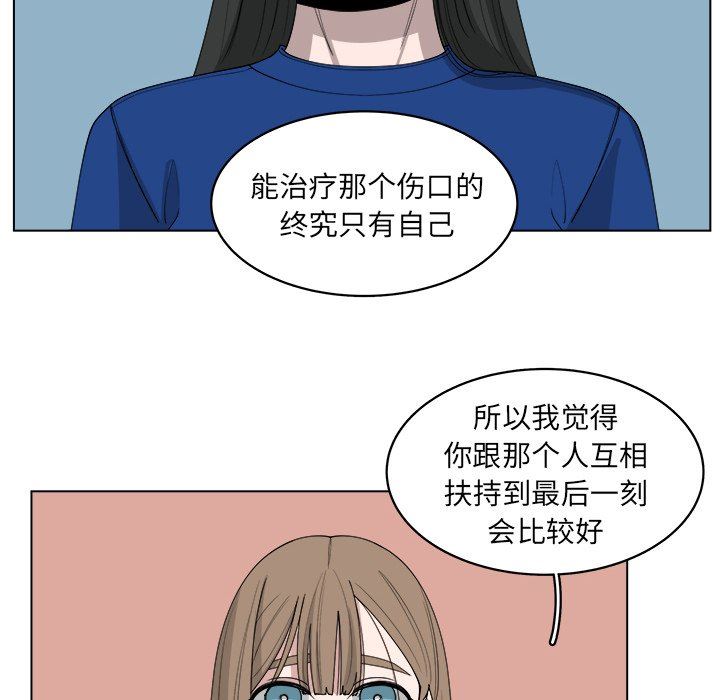 能治疗那个伤口的
终究只有自己
所以我觉得
你跟那个人互相
扶持到最后一刻
会比较好